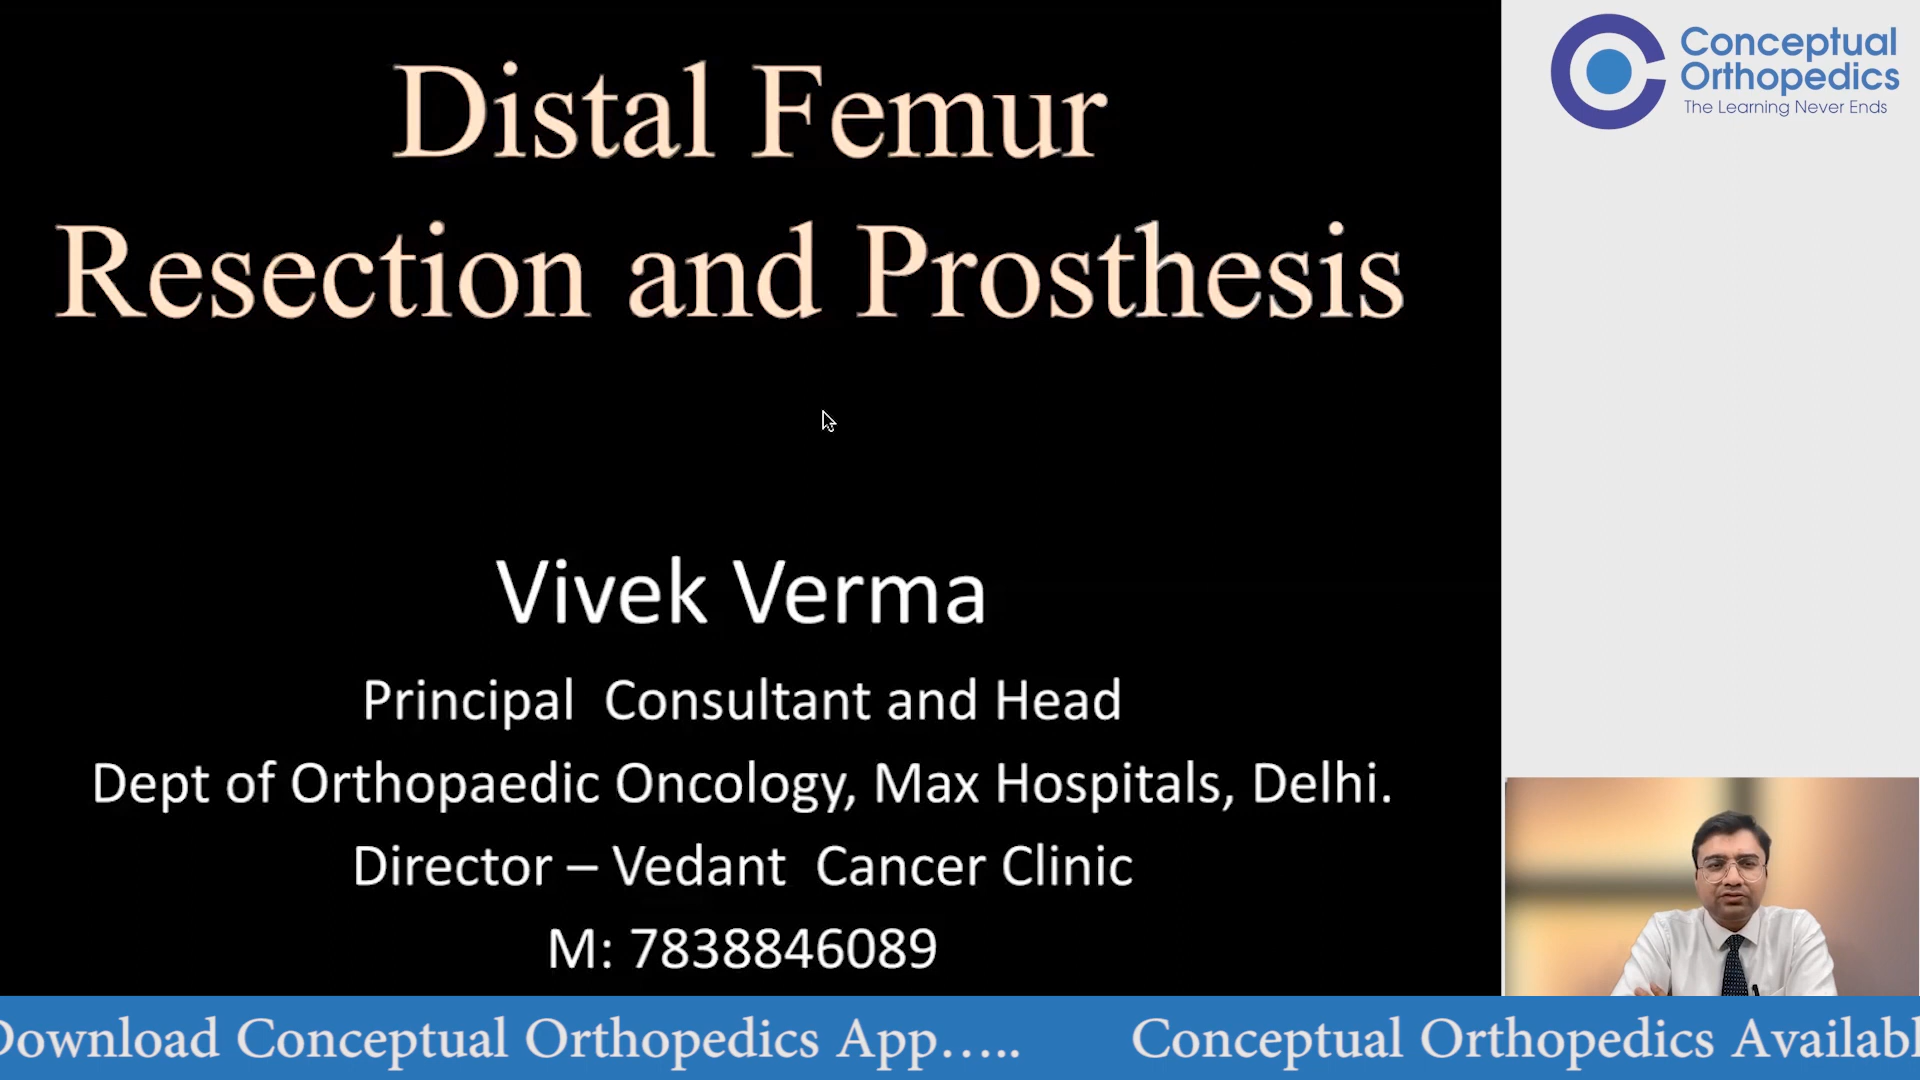 Distal Femur
Resection and Prosthesis
Vivek Verma
Principal Consultant and Head
Dept of Orthopaedic Oncology, Max Hospitals, Delhi.
Director – Vedant Cancer Clinic
M: 7838846089
Conceptual
Orthopedics
The Learning Never Ends
Download Conceptual Orthopedics App..... Conceptual Orthopedics Availabl